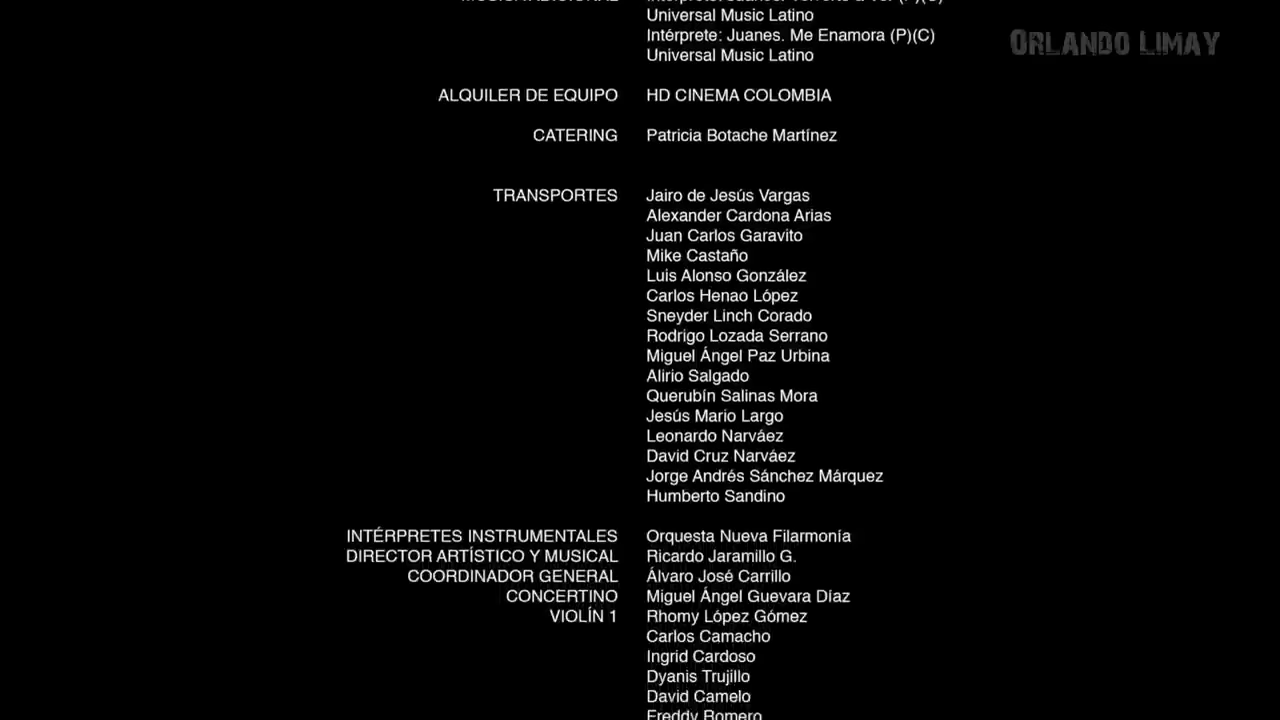 Universal Music Latino
Intérprete: Juanes. Me Enamora (P)(C)
Universal Music Latino
ORLANDO LIMAY
ALQUILER DE EQUIPO HD CINEMA COLOMBIA
CATERING Patricia Botache Martínez
TRANSPORTES Jairo de Jesús Vargas
Alexander Cardona Arias
Juan Carlos Garavito
Mike Castaño
Luis Alonso González
Carlos Henao López
Sneyder Linch Corado
Rodrigo Lozada Serrano
Miguel Ángel Paz Urbina
Alirio Salgado
Querubín Salinas Mora
Jesús Mario Largo
Leonardo Narváez
David Cruz Narváez
Jorge Andrés Sánchez Márquez
Humberto Sandino
INTÉRPRETES INSTRUMENTALES Orquesta Nueva Filarmonía
DIRECTOR ARTÍSTICO Y MUSICAL Ricardo Jaramillo G.
COORDINADOR GENERAL Álvaro José Carrillo
CONCERTINO Miguel Ángel Guevara Díaz
VIOLÍN 1 Rhomy López Gómez
Carlos Camacho
Ingrid Cardoso
Dyanis Trujillo
David Camelo
Freddy Romero